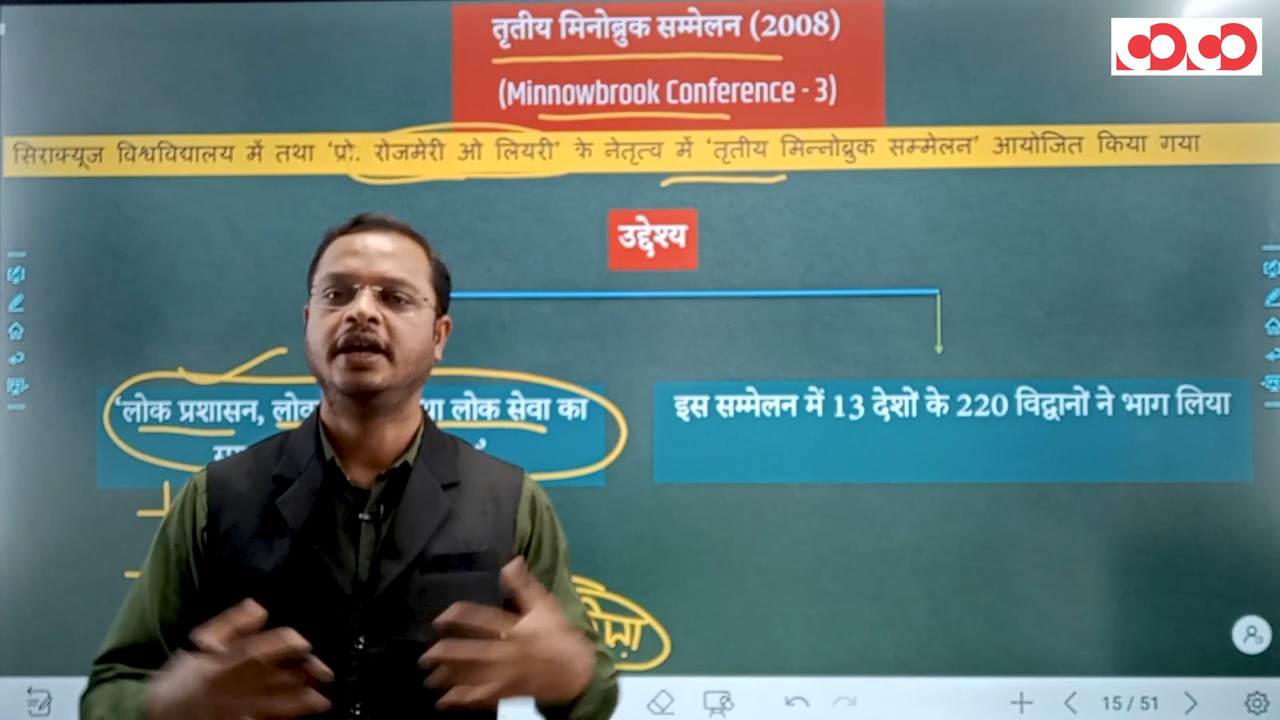 तृतीय मिनोब्रुक सम्मेलन (2008)
(Minnowbrook Conference - 3)
सिराक्यूज विश्वविद्यालय में तथा 'प्रो. रोजमेरी ओ लियरी' के नेतृत्व में 'तृतीय मिन्नोब्रुक सम्मेलन' आयोजित किया गया
उद्देश्य
'लोक प्रशासन, लोक सेवा का
इस सम्मेलन में 13 देशों के 220 विद्वानों ने भाग लिया
15 / 51